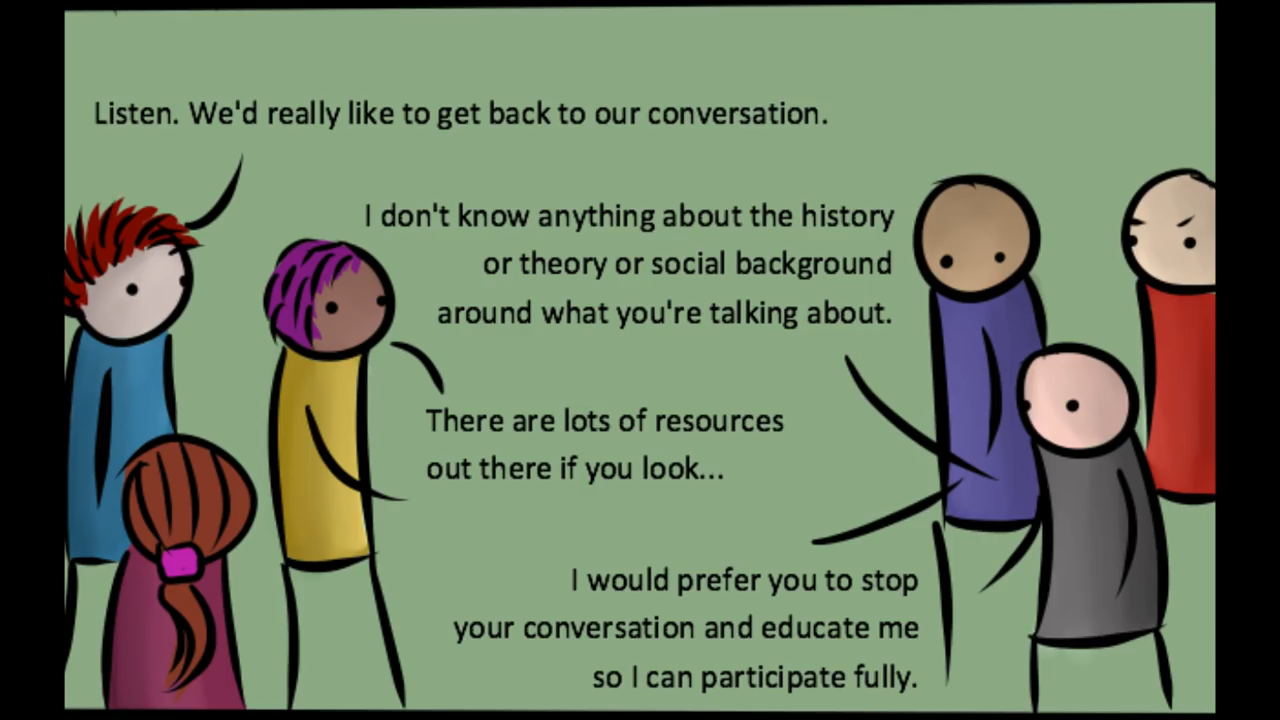 Listen. We'd really like to get back to our conversation.
I don't know anything about the history
or theory or social background
around what you're talking about.
There are lots of resources
out there if you look...
I would prefer you to stop
your conversation and educate me
so I can participate fully.